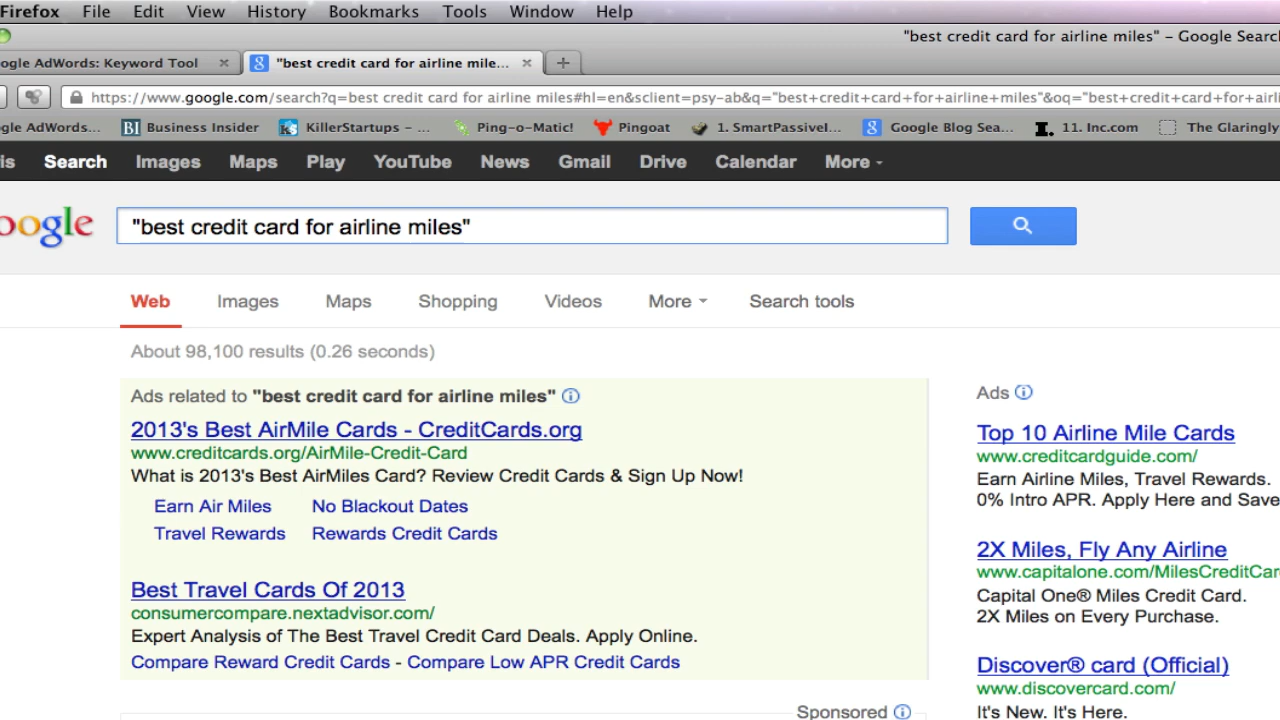 Firefox File Edit View History Bookmarks Tools Window Help
"best credit card for airline miles" – Google Searc
ogle AdWords: Keyword Tool × "best credit card for airline mile... × +
https://www.google.com/search?q=best credit card for airline miles#hl=en&sclient=psy-ab&q="best+credit+card+for+airline+miles"&oq="best+credit+card+for+airli
gle AdWords... BI Business Insider KillerStartups – ... Ping-o-Matic! Pingoat 1. SmartPassiveI... Google Blog Sea... 11. Inc.com The Glaringly
is Search Images Maps Play YouTube News Gmail Drive Calendar More
oogle "best credit card for airline miles"
Web Images Maps Shopping Videos More Search tools
About 98,100 results (0.26 seconds)
Ads related to "best credit card for airline miles"
2013's Best AirMile Cards - CreditCards.org
www.creditcards.org/AirMile-Credit-Card
What is 2013's Best AirMiles Card? Review Credit Cards & Sign Up Now!
Earn Air Miles No Blackout Dates
Travel Rewards Rewards Credit Cards
Best Travel Cards Of 2013
consumercompare.nextadvisor.com/
Expert Analysis of The Best Travel Credit Card Deals. Apply Online.
Compare Reward Credit Cards - Compare Low APR Credit Cards
Sponsored
Ads
Top 10 Airline Mile Cards
www.creditcardguide.com/
Earn Airline Miles, Travel Rewards.
0% Intro APR. Apply Here and Save
2X Miles, Fly Any Airline
www.capitalone.com/MilesCreditCar
Capital One® Miles Credit Card.
2X Miles on Every Purchase.
Discover® card (Official)
www.discovercard.com/
It's New. It's Here.